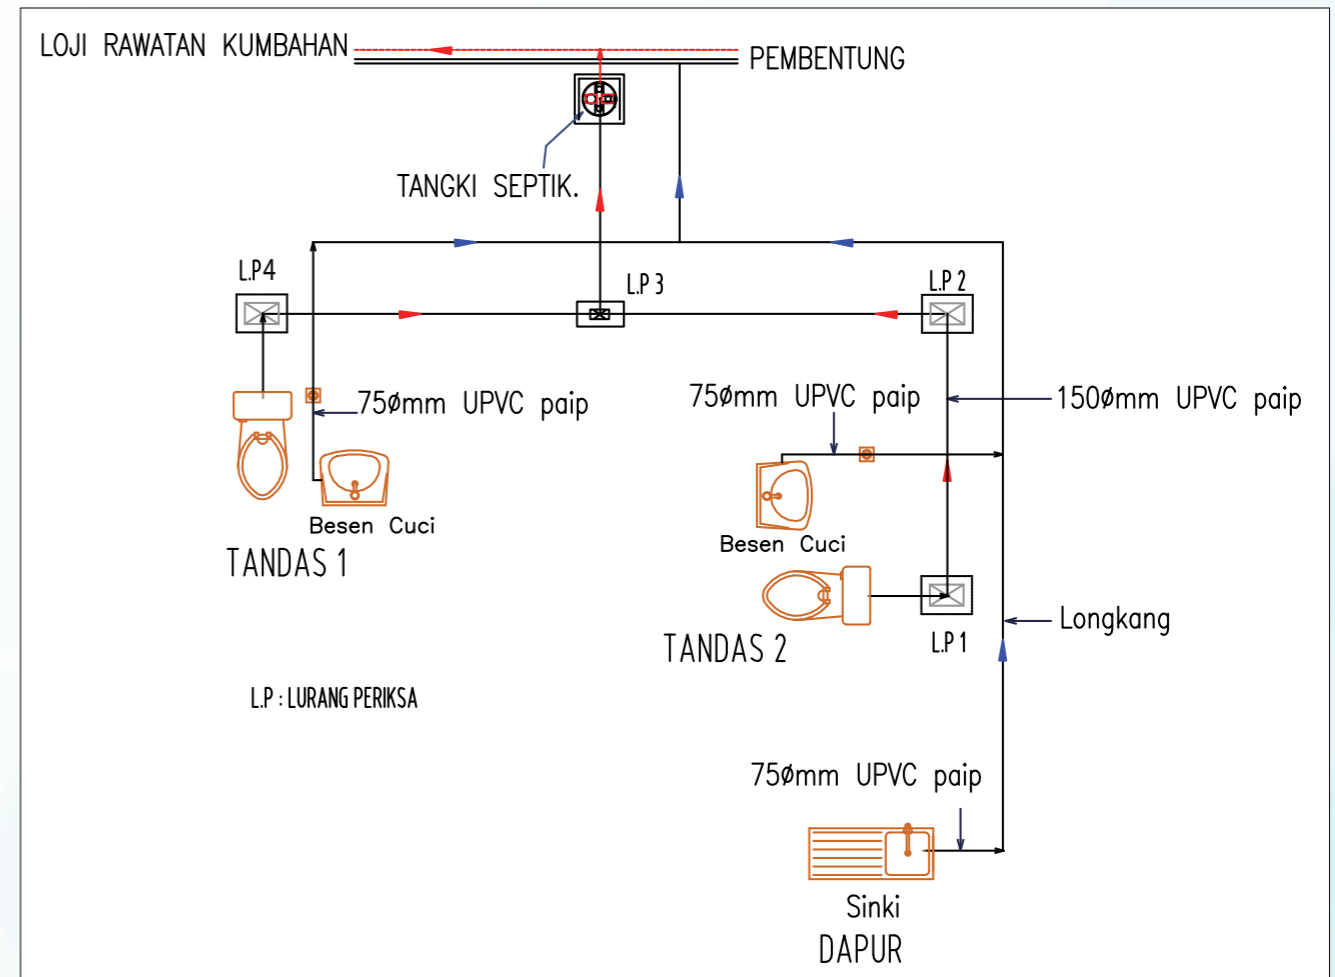 LOJI RAWATAN KUMBAHAN
PEMBENTUNG
TANGKI SEPTIK.
L.P4
L.P 3
L.P 2
75ømm UPVC paip
75ømm UPVC paip
150ømm UPVC paip
Besen Cuci
TANDAS 1
Besen Cuci
TANDAS 2
L.P 1
Longkang
L.P : LURANG PERIKSA
75ømm UPVC paip
Sinki
DAPUR